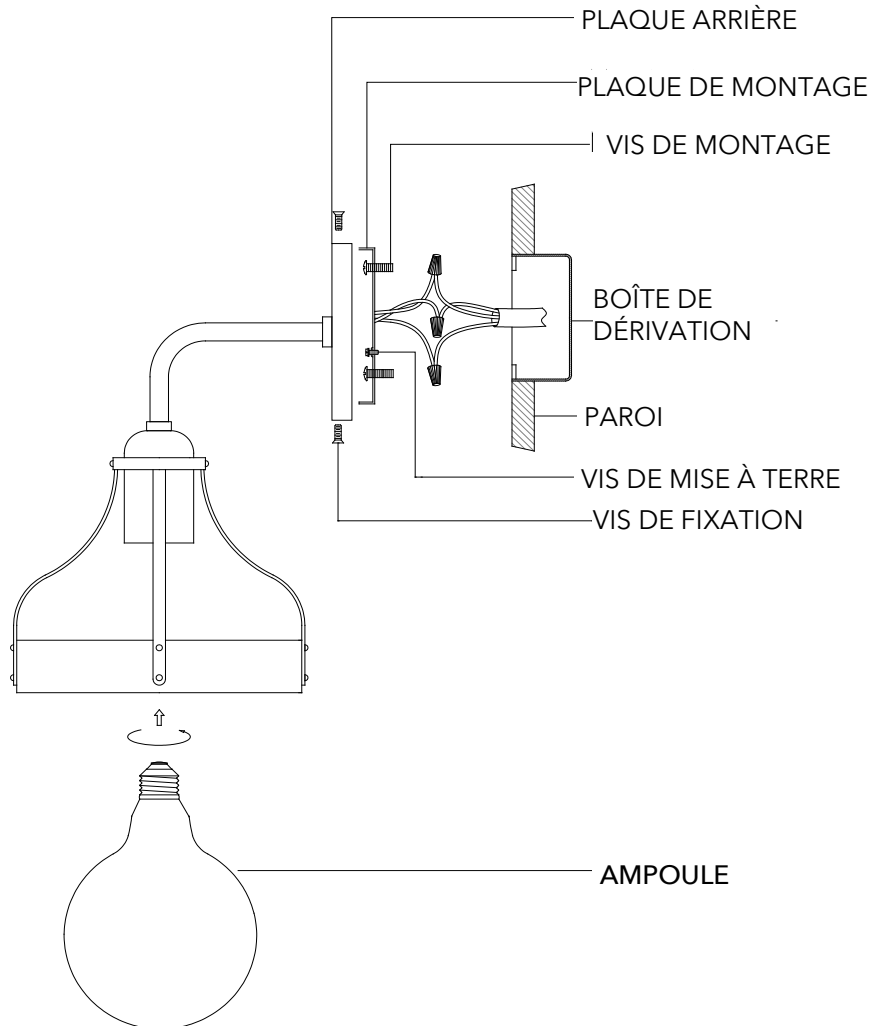 PLAQUE ARRIÈRE
PLAQUE DE MONTAGE
VIS DE MONTAGE
BOÎTE DE
DÉRIVATION
PAROI
VIS DE MISE À TERRE
VIS DE FIXATION
AMPOULE